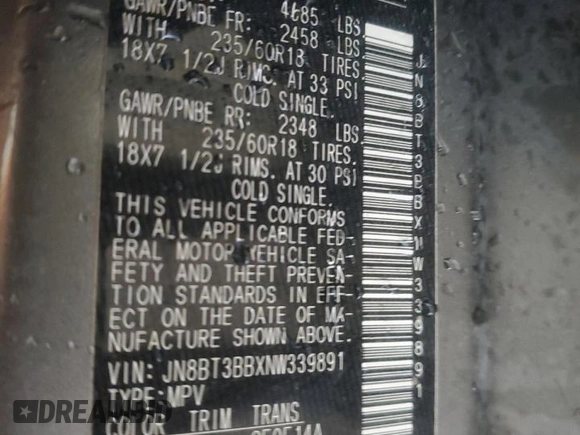 GAWR/PNBE FR: 2458 LBS.
WITH 235/60R18 TIRES.
18X7 1/2J RIMS. AT 33 PSI
COLD SINGLE.
GAWR/PNBE RR: 2348 LBS.
WITH 235/60R18 TIRES.
18X7 1/2J RIMS. AT 30 PSI
COLD SINGLE.
THIS VEHICLE CONFORMS
TO ALL APPLICABLE FED-
ERAL MOTOR VEHICLE SA-
FETY AND THEFT PREVEN-
TION STANDARDS IN EFF-
ECT ON THE DATE OF MA-
NUFACTURE SHOWN ABOVE.
VIN: JN8BT3BBXNW339891
TYPE:MPV
COLOR TRIM TRANS
JN8BT3BBXNW339891